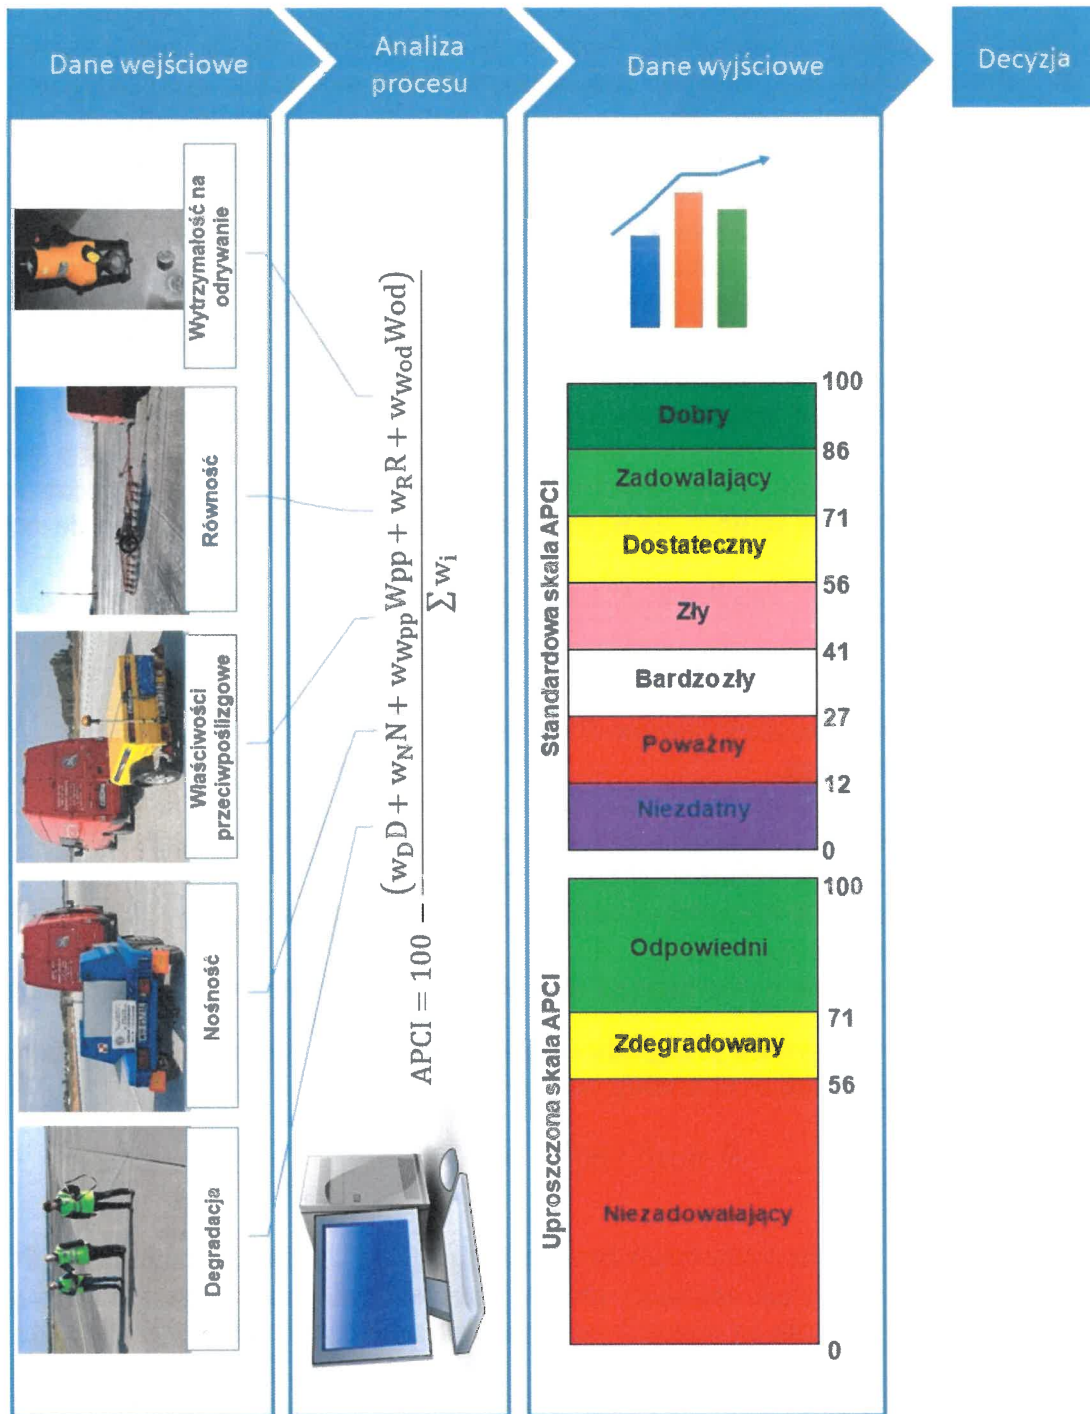 Dane wejściowe
Analiza
procesu
Dane wyjściowe
Decyzja
Wytrzymałość na
odrywanie
Równość
Właściwości
przeciwpoślizgowe
Nośność
Degradacja
APCI = 100 − (w_D D + w_N N + w_Wpp Wpp + w_R R + w_Wod Wod) / Σ w_i
Standardowa skala APCI
100
Dobry
86
Zadowalający
71
Dostateczny
56
Zły
41
Bardzo zły
27
Poważny
12
Niezdatny
0
Uproszczona skala APCI
100
Odpowiedni
71
Zdegradowany
56
Niezadowalający
0